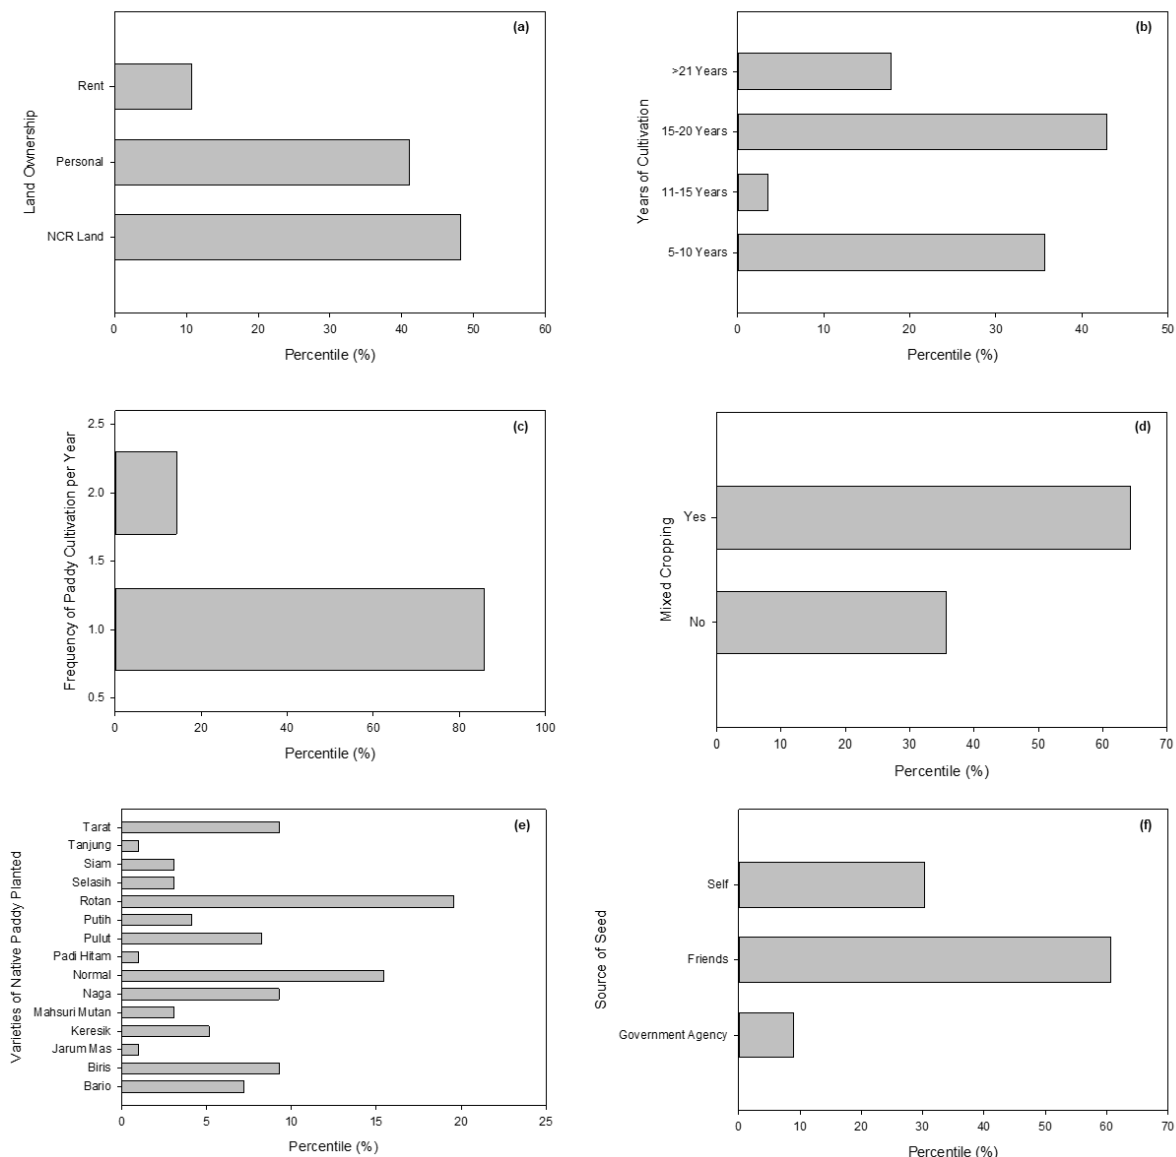 (a)
Land Ownership
Rent
Personal
NCR Land
0 10 20 30 40 50 60
Percentile (%)
(b)
Years of Cultivation
>21 Years
15-20 Years
11-15 Years
5-10 Years
0 10 20 30 40 50
Percentile (%)
(c)
Frequency of Paddy Cultivation per Year
2.5
2.0
1.5
1.0
0.5
0 20 40 60 80 100
Percentile (%)
(d)
Mixed Cropping
Yes
No
0 10 20 30 40 50 60 70
Percentile (%)
(e)
Varieties of Native Paddy Planted
Tarat
Tanjung
Siam
Selasih
Rotan
Putih
Pulut
Padi Hitam
Normal
Naga
Mahsuri Mutan
Keresik
Jarum Mas
Biris
Bario
0 5 10 15 20 25
Percentile (%)
(f)
Source of Seed
Self
Friends
Government Agency
0 10 20 30 40 50 60 70
Percentile (%)